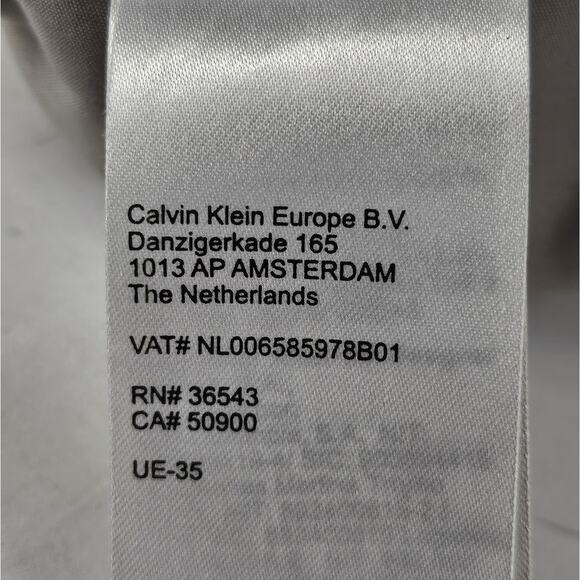 Calvin Klein Europe B.V.
Danzigerkade 165
1013 AP AMSTERDAM
The Netherlands
VAT# NL006585978B01
RN# 36543
CA# 50900
UE-35